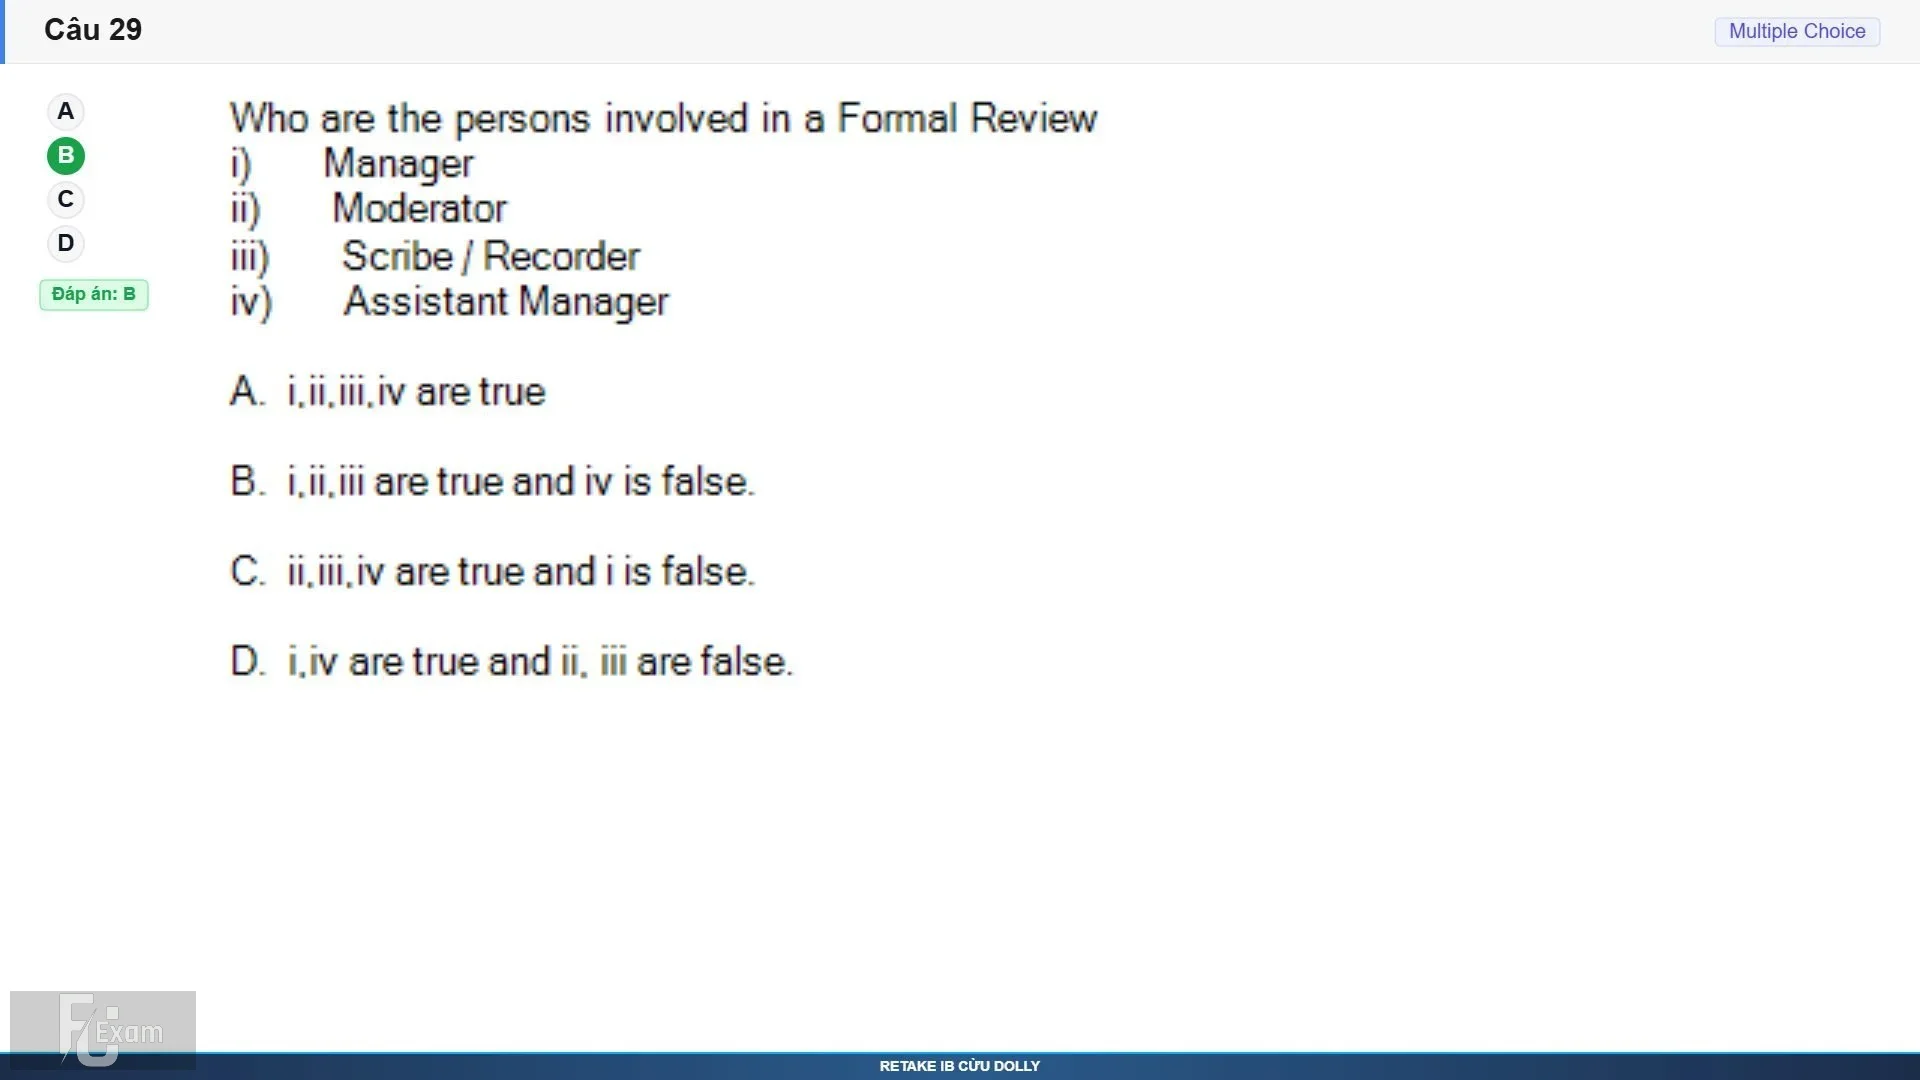 Câu 29
Multiple Choice
A
B
C
D
Đáp án: B
Who are the persons involved in a Formal Review
i) Manager
ii) Moderator
iii) Scribe / Recorder
iv) Assistant Manager
A. i,ii,iii,iv are true
B. i,ii,iii are true and iv is false.
C. ii,iii,iv are true and i is false.
D. i,iv are true and ii, iii are false.
FU Exam
RETAKE IB CỪU DOLLY